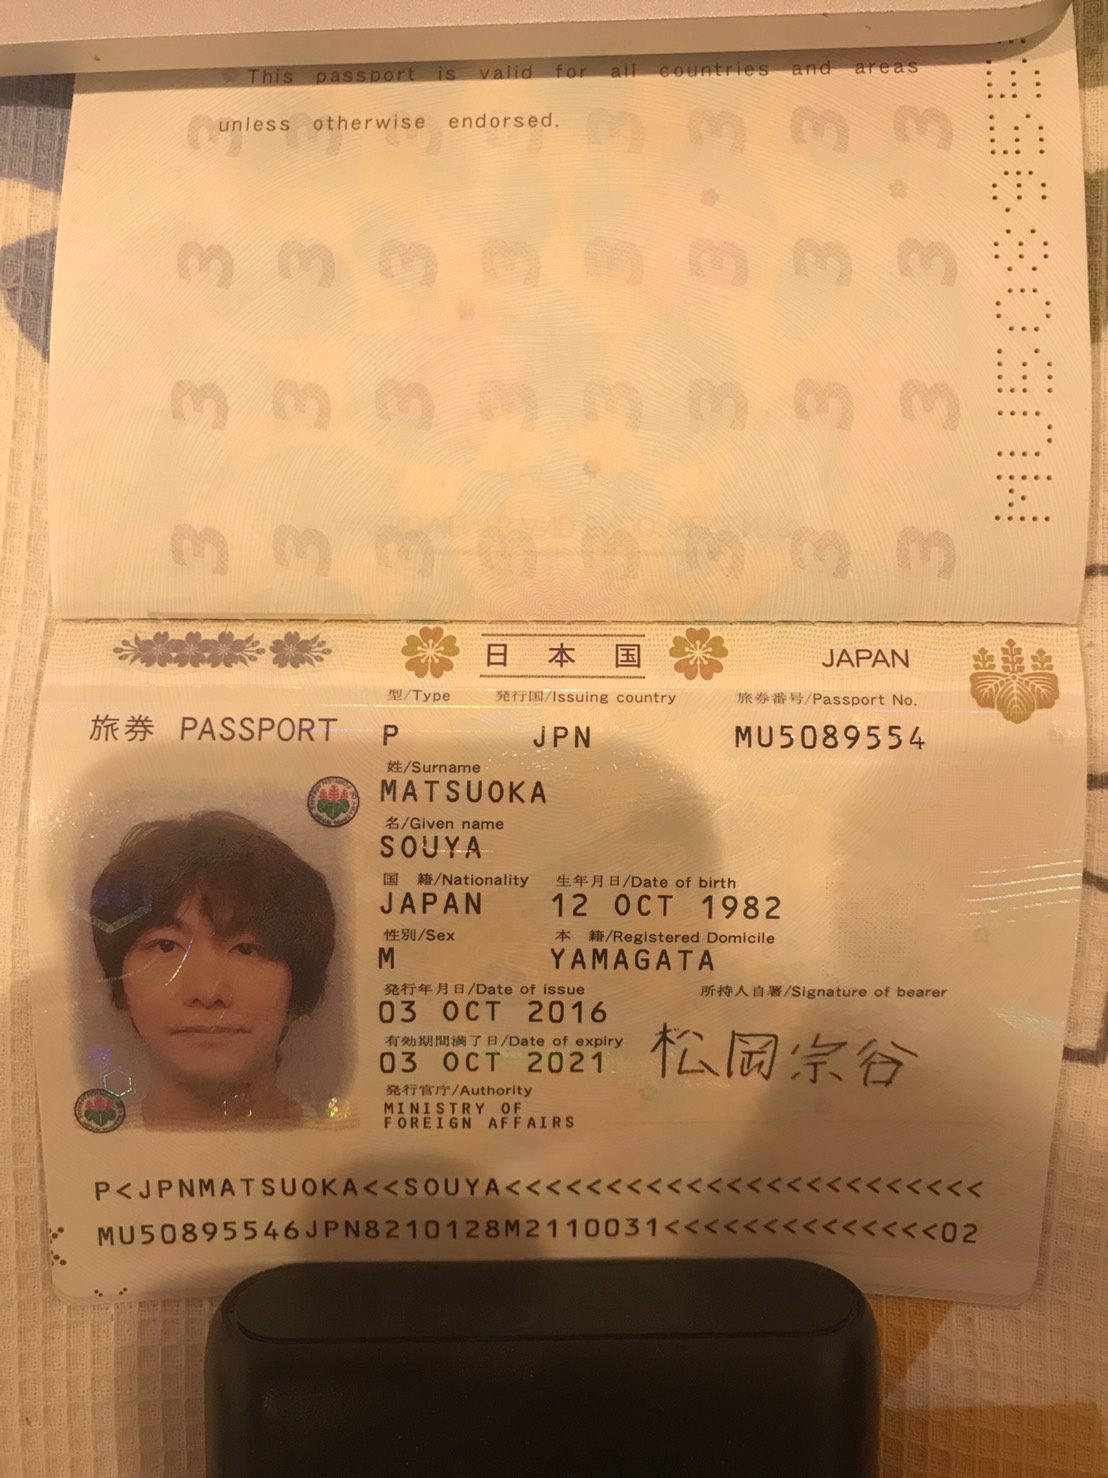 This passport is valid for all countries and areas
unless otherwise endorsed.
MU5089554
日本国 JAPAN
型/Type 発行国/Issuing country 旅券番号/Passport No.
旅券 PASSPORT P JPN MU5089554
姓/Surname
MATSUOKA
名/Given name
SOUYA
国 籍/Nationality 生年月日/Date of birth
JAPAN 12 OCT 1982
性別/Sex 本 籍/Registered Domicile
M YAMAGATA
発行年月日/Date of issue 所持人自署/Signature of bearer
03 OCT 2016
有効期間満了日/Date of expiry
03 OCT 2021 松岡宗谷
発行官庁/Authority
MINISTRY OF
FOREIGN AFFAIRS
P<JPNMATSUOKA<<SOUYA<<<<<<<<<<<<<<<<<<<<<<<<
MU50895546JPN8210128M2110031<<<<<<<<<<<<<<02